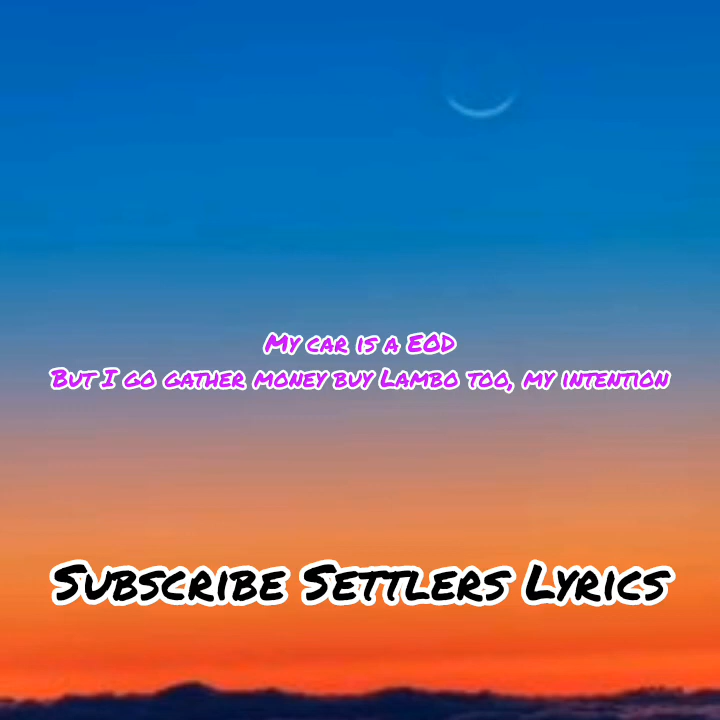 My car is a EOD
But I go gather money buy Lambo too, my intention
Subscribe Settlers Lyrics